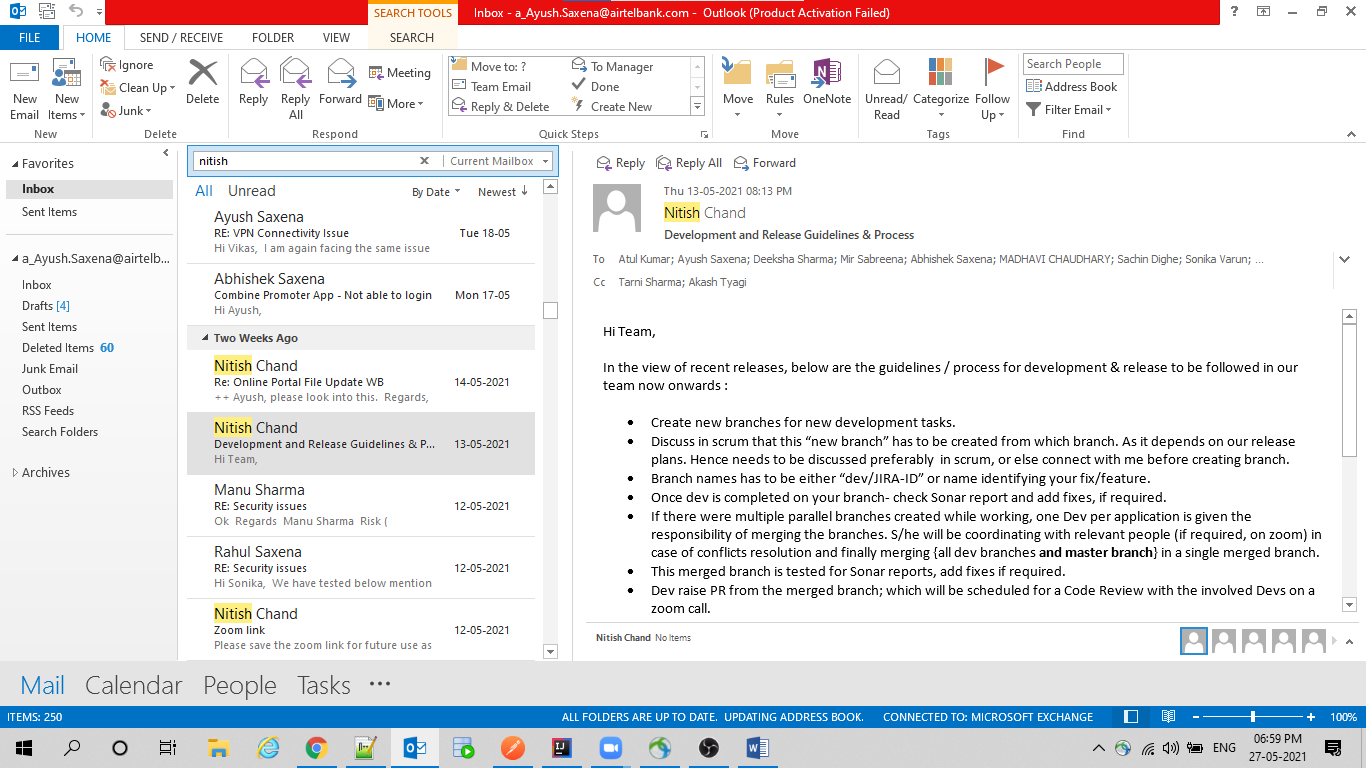 SEARCH TOOLS
Inbox - a_Ayush.Saxena@airtelbank.com - Outlook (Product Activation Failed)
?
FILE HOME SEND / RECEIVE FOLDER VIEW SEARCH
New Email
New Items
Ignore
Clean Up
Junk
Delete
Reply
Reply All
Forward
Meeting
More
Move to: ?
Team Email
Reply & Delete
To Manager
Done
Create New
Move
Rules
OneNote
Unread/ Read
Categorize
Follow Up
Search People
Address Book
Filter Email
New Delete Respond Quick Steps Move Tags Find
Favorites
Inbox
Sent Items
a_Ayush.Saxena@airtelb...
Inbox
Drafts [4]
Sent Items
Deleted Items 60
Junk Email
Outbox
RSS Feeds
Search Folders
Archives
nitish
Current Mailbox
All Unread By Date Newest
Ayush Saxena
RE: VPN Connectivity Issue Tue 18-05
Hi Vikas, I am again facing the same issue
Abhishek Saxena
Combine Promoter App - Not able to login Mon 17-05
Hi Ayush,
Two Weeks Ago
Nitish Chand
Re: Online Portal File Update WB 14-05-2021
++ Ayush, please look into this. Regards,
Nitish Chand
Development and Release Guidelines & P... 13-05-2021
Hi Team,
Manu Sharma
RE: Security issues 12-05-2021
Ok Regards Manu Sharma Risk (
Rahul Saxena
RE: Security issues 12-05-2021
Hi Sonika, We have tested below mention
Nitish Chand
Zoom link 12-05-2021
Please save the zoom link for future use as
Reply Reply All Forward
Thu 13-05-2021 08:13 PM
Nitish Chand
Development and Release Guidelines & Process
To Atul Kumar; Ayush Saxena; Deeksha Sharma; Mir Sabreena; Abhishek Saxena; MADHAVI CHAUDHARY; Sachin Dighe; Sonika Varun; ...
Cc Tarni Sharma; Akash Tyagi
Hi Team,
In the view of recent releases, below are the guidelines / process for development & release to be followed in our
team now onwards :
• Create new branches for new development tasks.
• Discuss in scrum that this “new branch” has to be created from which branch. As it depends on our release
plans. Hence needs to be discussed preferably in scrum, or else connect with me before creating branch.
• Branch names has to be either “dev/JIRA-ID” or name identifying your fix/feature.
• Once dev is completed on your branch- check Sonar report and add fixes, if required.
• If there were multiple parallel branches created while working, one Dev per application is given the
responsibility of merging the branches. S/he will be coordinating with relevant people (if required, on zoom) in
case of conflicts resolution and finally merging {all dev branches and master branch} in a single merged branch.
• This merged branch is tested for Sonar reports, add fixes if required.
• Dev raise PR from the merged branch; which will be scheduled for a Code Review with the involved Devs on a
zoom call.
Nitish Chand No Items
Mail Calendar People Tasks •••
ITEMS: 250
ALL FOLDERS ARE UP TO DATE. UPDATING ADDRESS BOOK. CONNECTED TO: MICROSOFT EXCHANGE
100%
ENG
06:59 PM
27-05-2021